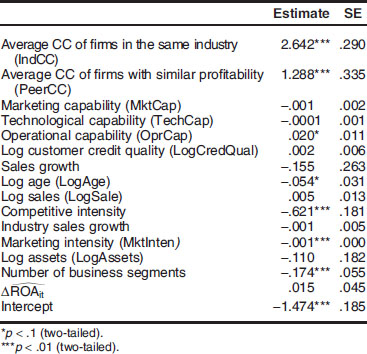 Estimate SE
Average CC of firms in the same industry 2.642*** .290
(IndCC)
Average CC of firms with similar profitability 1.288*** .335
(PeerCC)
Marketing capability (MktCap) –.001 .002
Technological capability (TechCap) –.0001 .001
Operational capability (OprCap) .020* .011
Log customer credit quality (LogCredQual) .002 .006
Sales growth –.155 .263
Log age (LogAge) –.054* .031
Log sales (LogSale) .005 .013
Competitive intensity –.621*** .181
Industry sales growth –.001 .005
Marketing intensity (MktInten) –.001*** .000
Log assets (LogAssets) –.110 .182
Number of business segments –.174*** .055
ΔROAit .015 .045
Intercept –1.474*** .185
*p < .1 (two-tailed).
***p < .01 (two-tailed).